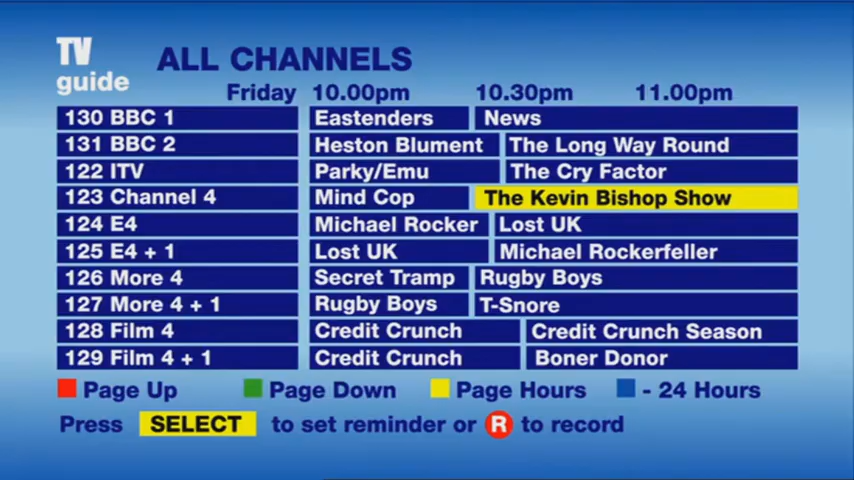 TV guide ALL CHANNELS
Friday 10.00pm 10.30pm 11.00pm
130 BBC 1 Eastenders News
131 BBC 2 Heston Blument The Long Way Round
122 ITV Parky/Emu The Cry Factor
123 Channel 4 Mind Cop The Kevin Bishop Show
124 E4 Michael Rocker Lost UK
125 E4 + 1 Lost UK Michael Rockerfeller
126 More 4 Secret Tramp Rugby Boys
127 More 4 + 1 Rugby Boys T-Snore
128 Film 4 Credit Crunch Credit Crunch Season
129 Film 4 + 1 Credit Crunch Boner Donor
Page Up Page Down Page Hours - 24 Hours
Press SELECT to set reminder or R to record